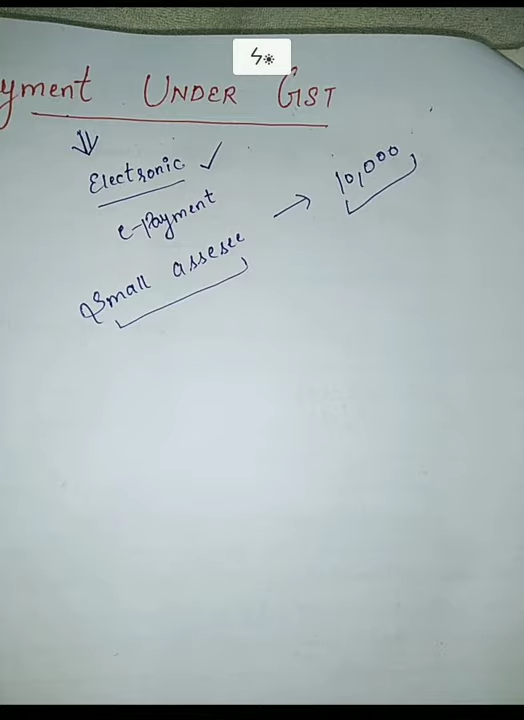 yment UNDER GST
Electronic
e-Payment
Small assesee → 10,000